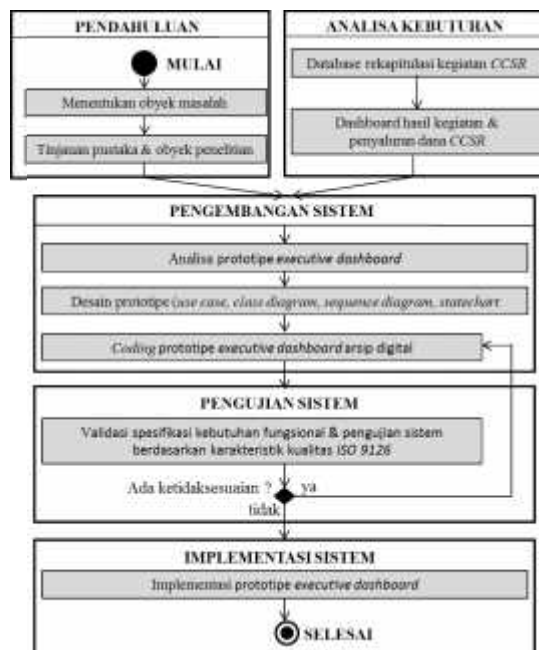 PENDAHULUAN
MULAI
Menentukan obyek masalah
Tinjauan pustaka & obyek penelitian
ANALISA KEBUTUHAN
Database rekapitulasi kegiatan CCSR
Dashboard hasil kegiatan &
penyaluran dana CCSR
PENGEMBANGAN SISTEM
Analisa prototipe executive dashboard
Desain prototipe (use case, class diagram, sequence diagram, statechart
Coding prototipe executive dashboard arsip digital
PENGUJIAN SISTEM
Validasi spesifikasi kebutuhan fungsional & pengujian sistem
berdasarkan karakteristik kualitas ISO 9126
Ada ketidaksesuaian ? ya
tidak
IMPLEMENTASI SISTEM
Implementasi prototipe executive dashboard
SELESAI